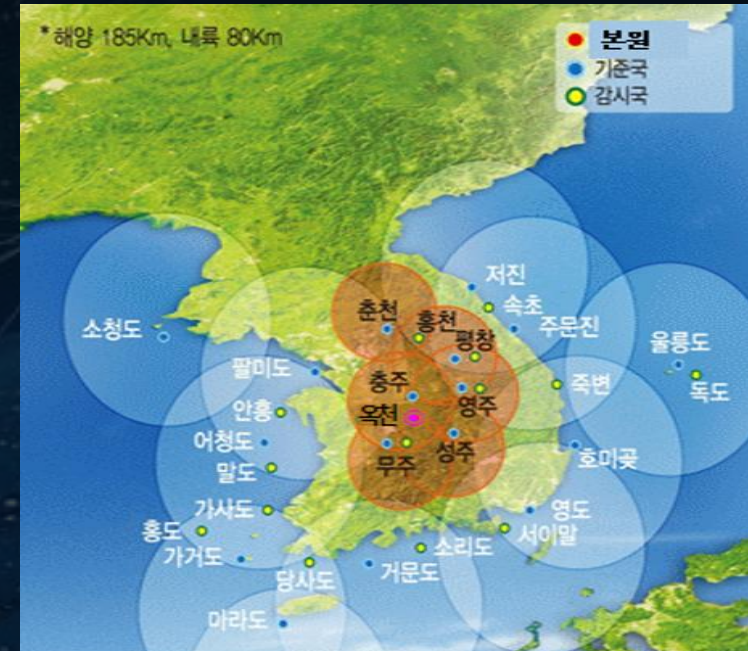 *해양 185Km, 내륙 80Km
본원
기준국
감시국
저진
속초
춘천
홍천
주문진
평창
소청도
울릉도
팔미도
충주
죽변
독도
안흥
옥천
영주
어청도
성주
호미곶
말도
무주
가사도
영도
홍도
서이말
가거도
소리도
당사도
거문도
마라도